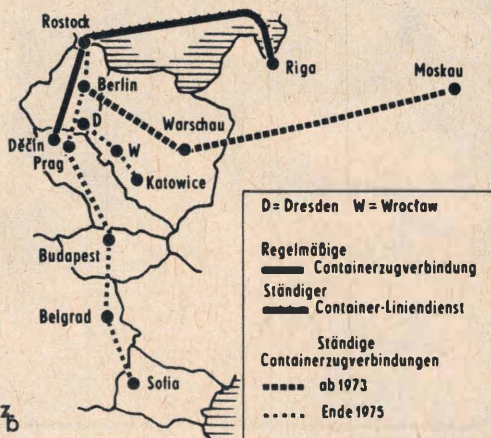 Rostock
Riga
Moskau
Berlin
D
Warschau
Děčín
W
Prag
Katowice
Budapest
Belgrad
Sofia
D=Dresden W=Wrocław
Regelmäßige
Containerzugverbindung
Ständiger
Container-Liniendienst
Ständige
Containerzugverbindungen
ab 1973
Ende 1975